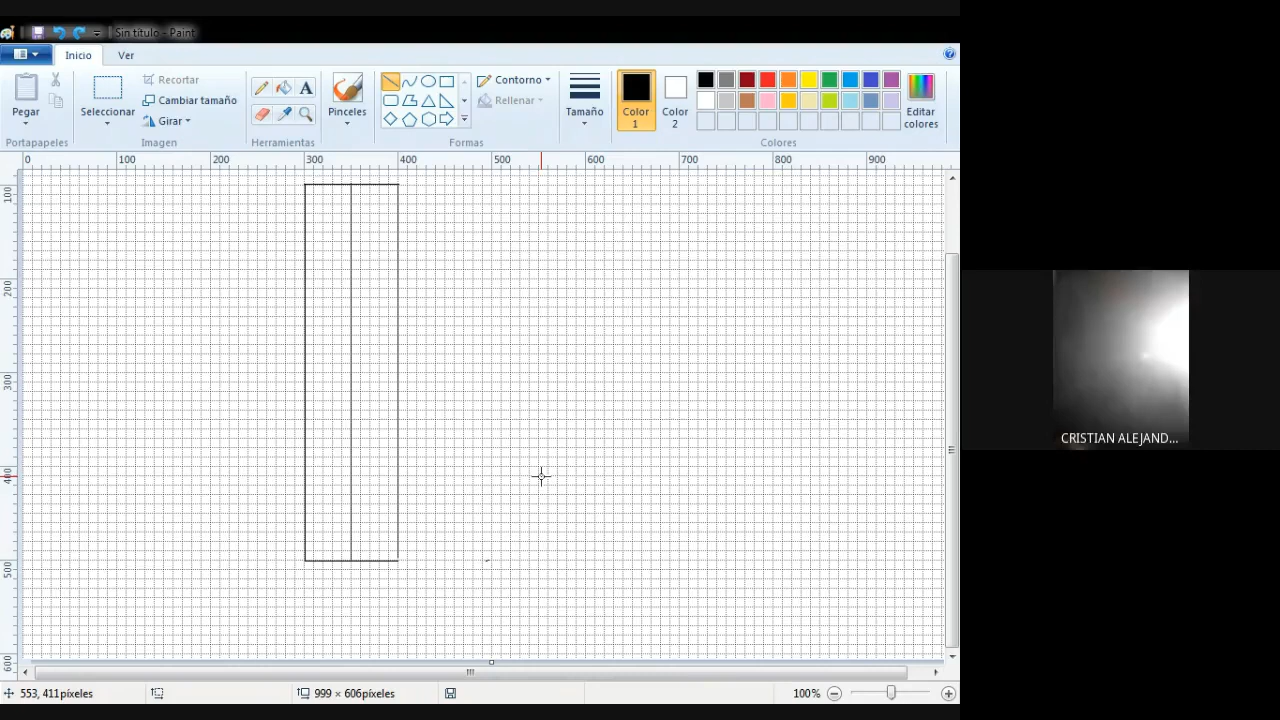 Sin título - Paint
Inicio
Ver
Pegar
Seleccionar
Recortar
Cambiar tamaño
Girar
Pinceles
Contorno
Rellenar
Tamaño
Color 1
Color 2
Editar colores
Portapapeles
Imagen
Herramientas
Formas
Colores
0 100 200 300 400 500 600 700 800 900
100
200
300
400
500
600
CRISTIAN ALEJAND...
553, 411píxeles
999 × 606píxeles
100%